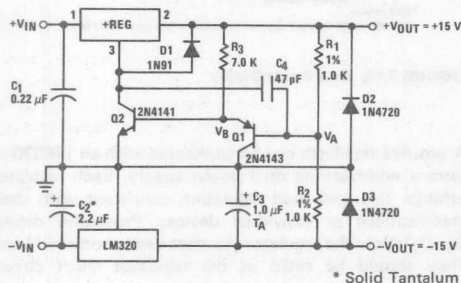 +VIN 1 +REG 2 +VOUT = +15 V
3
D1
1N91
R3
7.0 K
C4
47 pF
R1
1%
1.0 K
C1
0.22 μF
Q2
2N4141
VB
Q1
VA
2N4143
D2
1N4720
C2
2.2 μF
C3
1.0 μF
TA
R2
1%
1.0 K
D3
1N4720
-VIN LM320 -VOUT = -15 V
Solid Tantalum